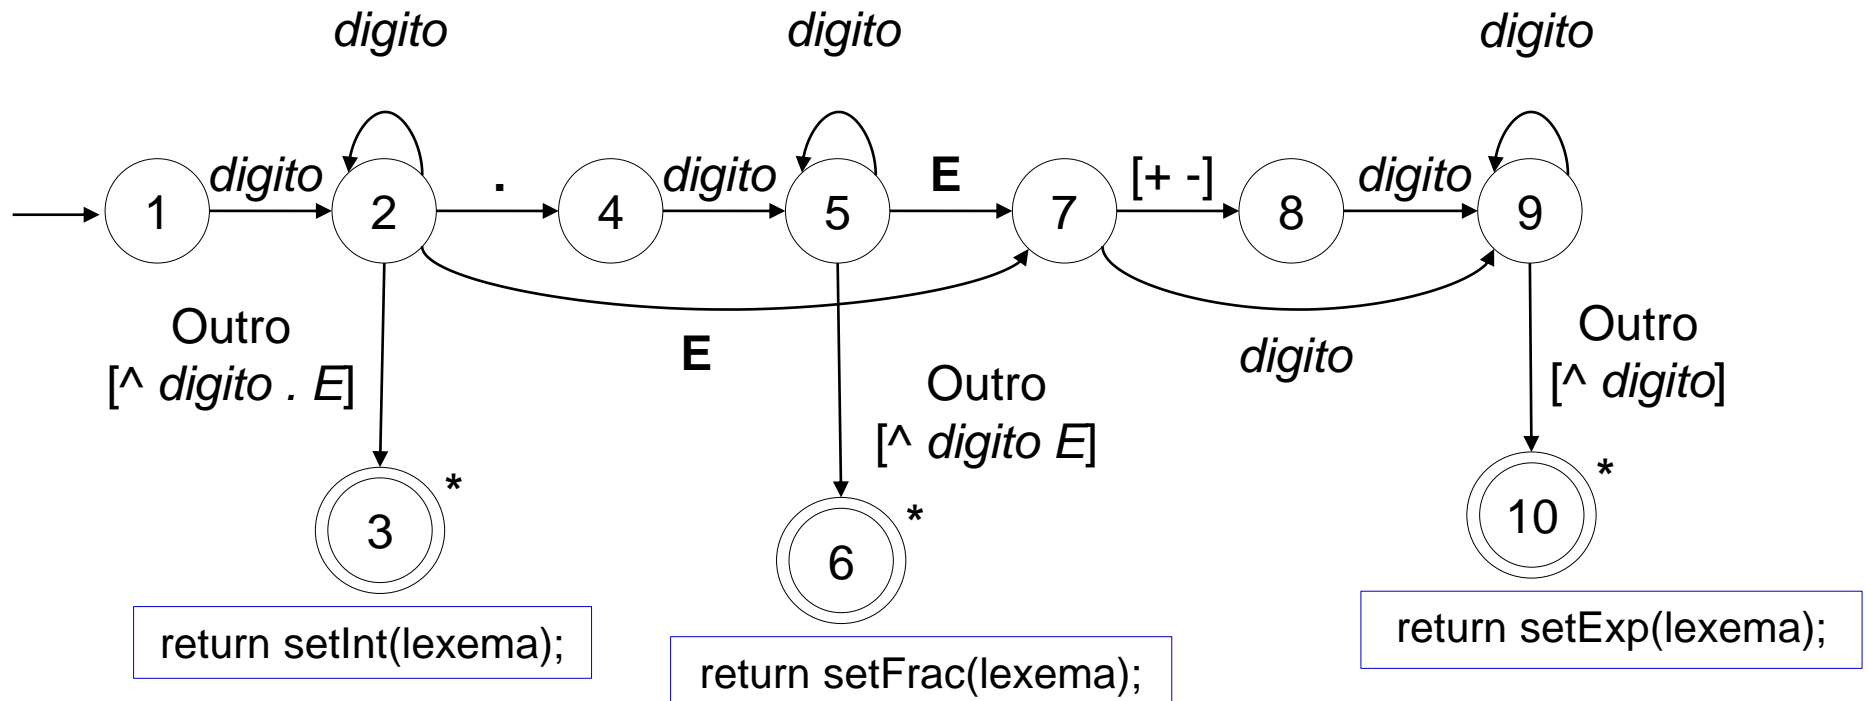 digito digito digito
1 digito 2 . 4 digito 5 E 7 [+ -] 8 digito 9
Outro
[^ digito . E]
E
Outro
[^ digito E]
digito
Outro
[^ digito]
3 *
6 *
10 *
return setInt(lexema);
return setFrac(lexema);
return setExp(lexema);